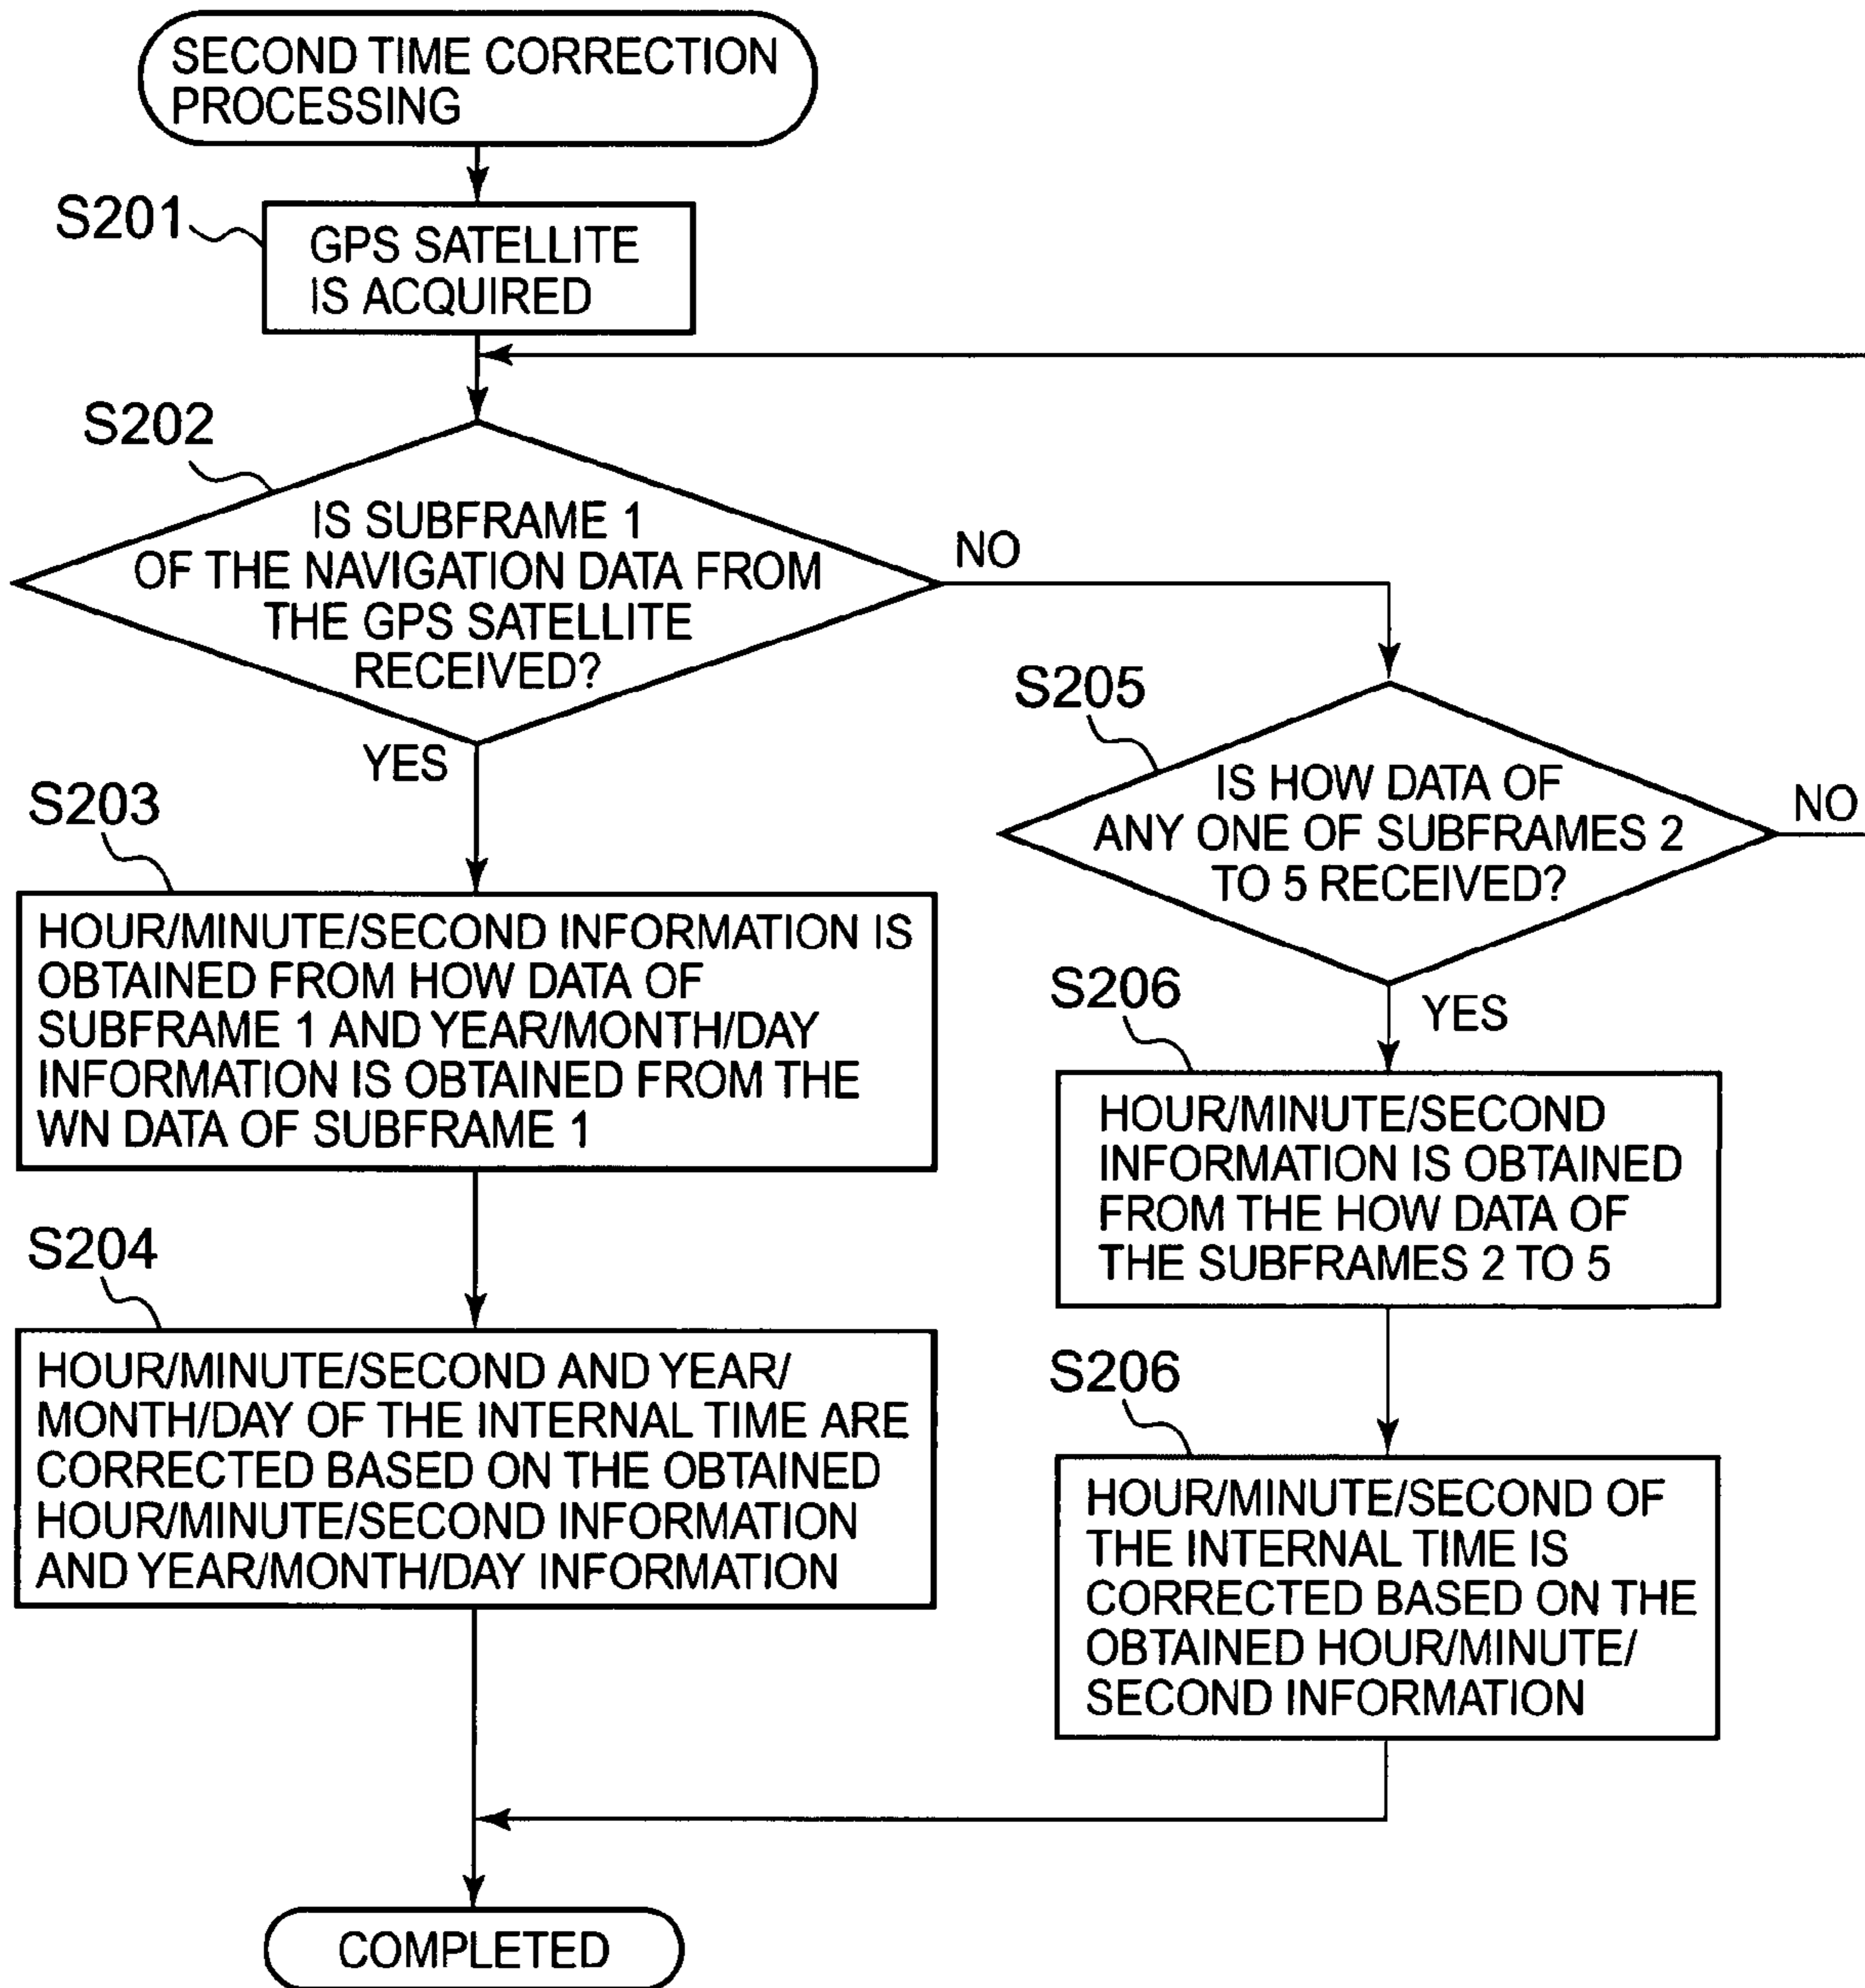 SECOND TIME CORRECTION
PROCESSING
S201
GPS SATELLITE
IS ACQUIRED
S202
IS SUBFRAME 1
OF THE NAVIGATION DATA FROM
THE GPS SATELLITE
RECEIVED?
NO
YES
S205
IS HOW DATA OF
ANY ONE OF SUBFRAMES 2
TO 5 RECEIVED?
NO
YES
S203
HOUR/MINUTE/SECOND INFORMATION IS
OBTAINED FROM HOW DATA OF
SUBFRAME 1 AND YEAR/MONTH/DAY
INFORMATION IS OBTAINED FROM THE
WN DATA OF SUBFRAME 1
S206
HOUR/MINUTE/SECOND
INFORMATION IS OBTAINED
FROM THE HOW DATA OF
THE SUBFRAMES 2 TO 5
S204
HOUR/MINUTE/SECOND AND YEAR/
MONTH/DAY OF THE INTERNAL TIME ARE
CORRECTED BASED ON THE OBTAINED
HOUR/MINUTE/SECOND INFORMATION
AND YEAR/MONTH/DAY INFORMATION
S206
HOUR/MINUTE/SECOND OF
THE INTERNAL TIME IS
CORRECTED BASED ON THE
OBTAINED HOUR/MINUTE/
SECOND INFORMATION
COMPLETED